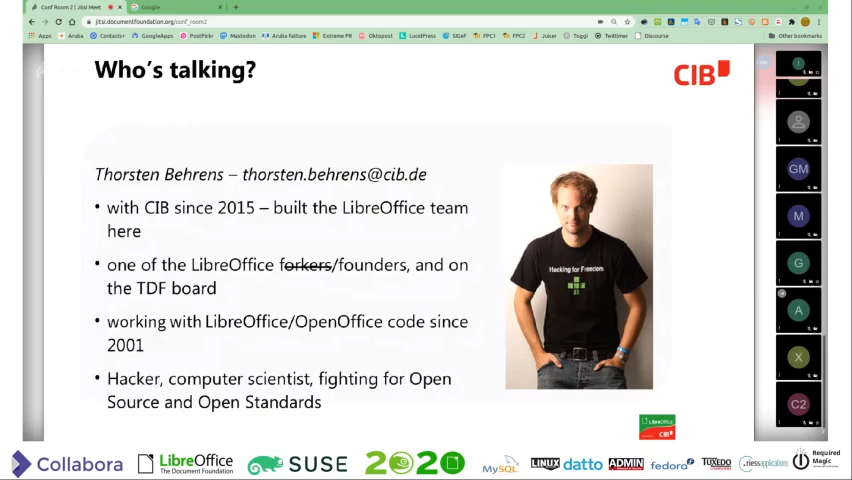 Conf Room 2 | Jitsi Meet
Google
jitsi.documentfoundation.org/conf_room2
Apps Aruba Contacts+ GoogleApps PostPickr Mastodon Aruba Fatture Extreme PR Oktopost LucidPress SIGeF FPC1 FPC2 Juicer Toggl Twitterimer Discourse Other bookmarks
Who's talking?
CIB
Thorsten Behrens – thorsten.behrens@cib.de
• with CIB since 2015 – built the LibreOffice team
here
• one of the LibreOffice forkers/founders, and on
the TDF board
• working with LibreOffice/OpenOffice code since
2001
• Hacker, computer scientist, fighting for Open
Source and Open Standards
Hacking for Freedom
LibreOffice
CIB
I
GM
M
G
A
X
C2
Collabora
LibreOffice
The Document Foundation
SUSE
2020
MySQL
LINUX
datto
ADMIN
fedora
TUXEDO
riessapplications
Required
Magic